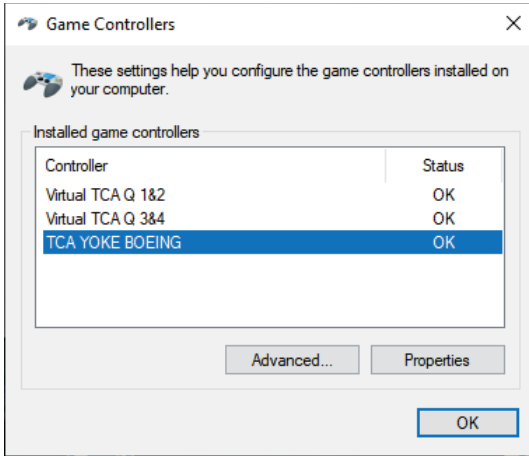 Game Controllers
These settings help you configure the game controllers installed on
your computer.
Installed game controllers
Controller Status
Virtual TCA Q 1&2 OK
Virtual TCA Q 3&4 OK
TCA YOKE BOEING OK
Advanced... Properties
OK